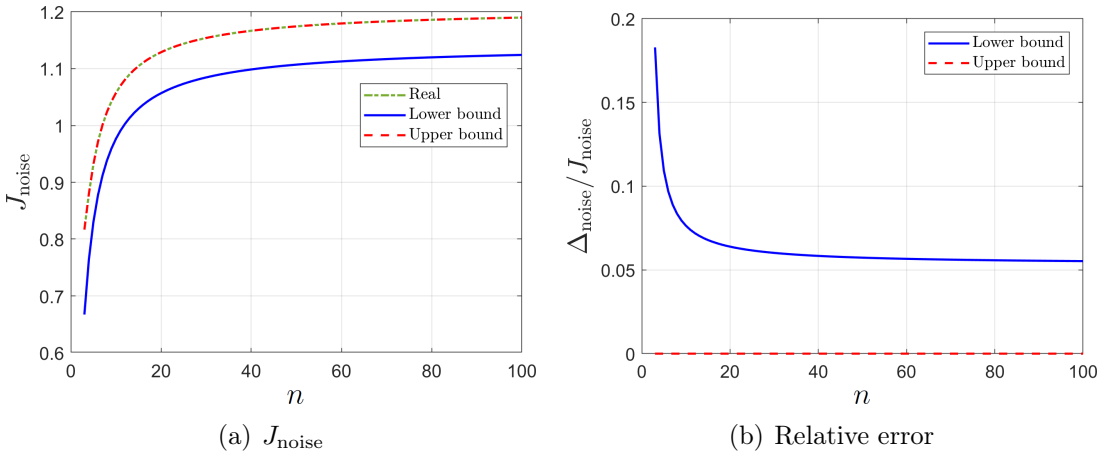 1.2
1.1
1
0.9
0.8
0.7
0.6
J_noise
0 20 40 60 80 100
n
Real
Lower bound
Upper bound
(a) J_noise
0.2
0.15
0.1
0.05
0
Δ_noise/J_noise
0 20 40 60 80 100
n
Lower bound
Upper bound
(b) Relative error